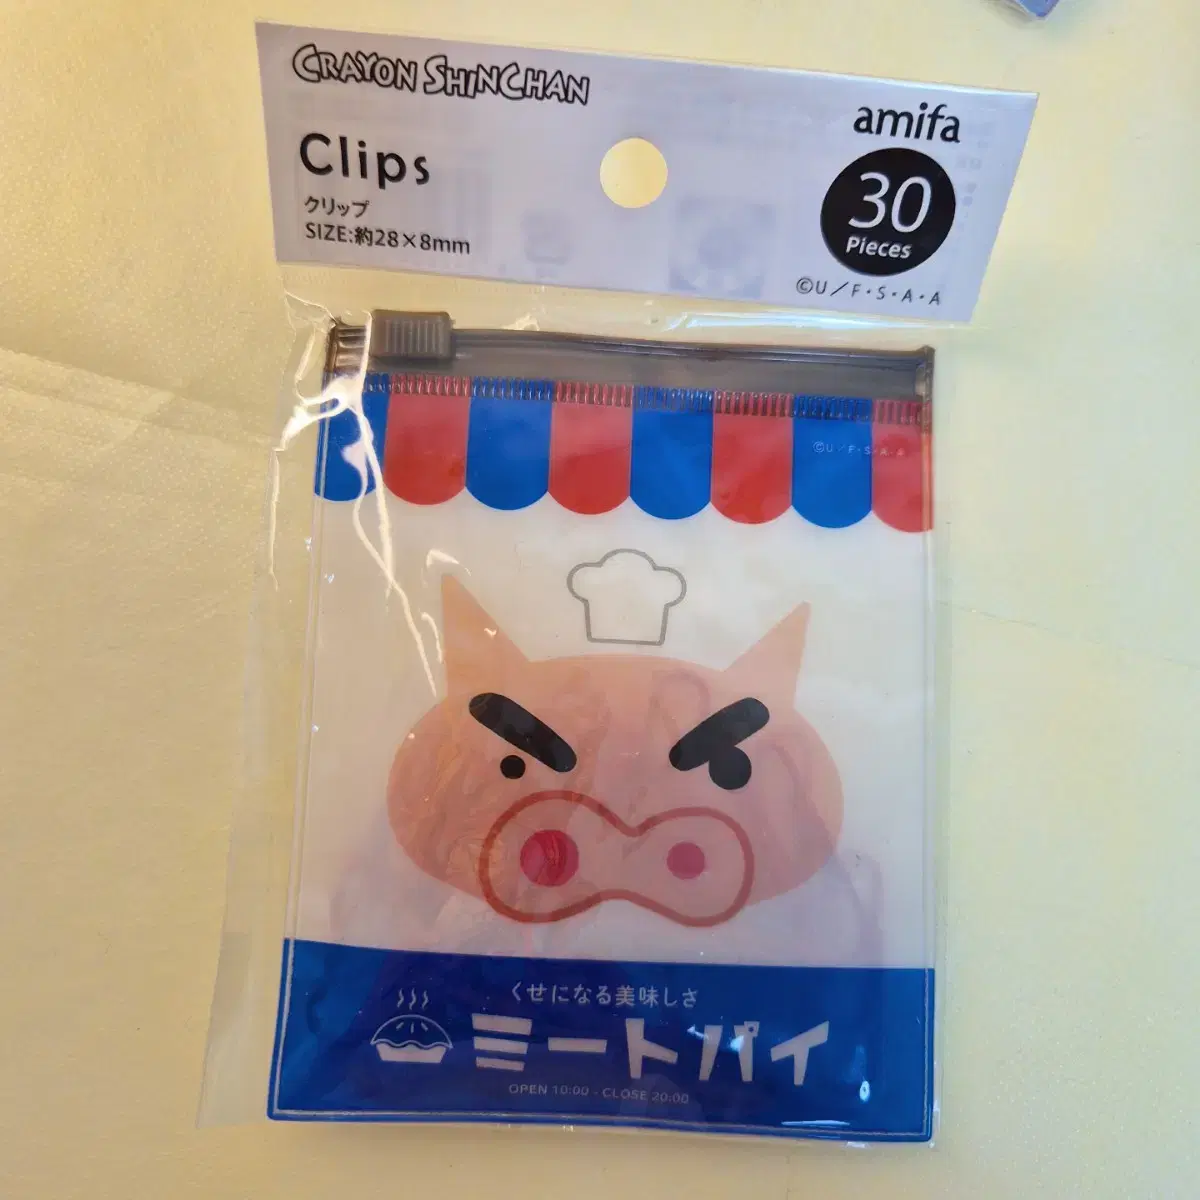 CRAYON SHINCHAN
Clips
クリップ
SIZE:約28×8mm
amifa
30
Pieces
©U／F・S・A・A
©U／F・S・A・A
くせになる美味しさ
ミートパイ
OPEN 10:00 - CLOSE 20:00